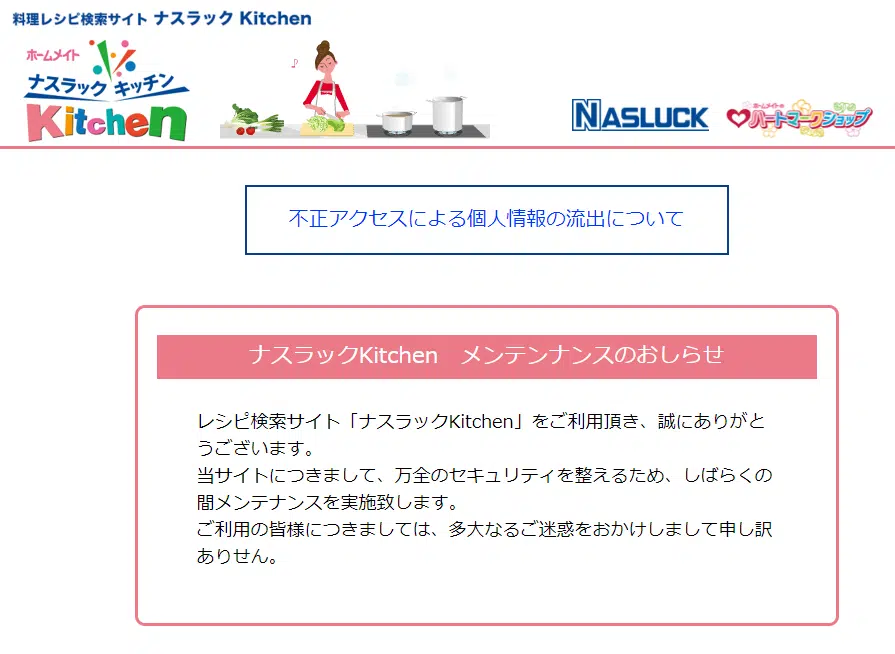 料理レシピ検索サイト ナスラック Kitchen
ホームメイト
ナスラック キッチン
Kitchen
NASLUCK
ホームメイトの
ハートマークショップ
不正アクセスによる個人情報の流出について
ナスラックKitchen　メンテンナンスのおしらせ
レシピ検索サイト「ナスラックKitchen」をご利用頂き、誠にありがと
うございます。
当サイトにつきまして、万全のセキュリティを整えるため、しばらくの
間メンテナンスを実施致します。
ご利用の皆様につきましては、多大なるご迷惑をおかけしまして申し訳
ありせん。